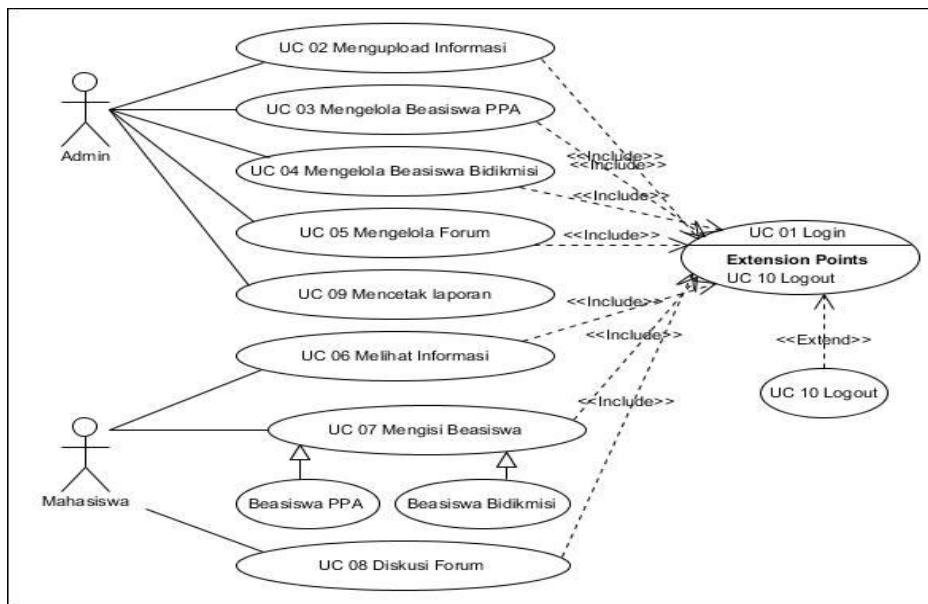 UC 02 Mengupload Informasi
UC 03 Mengelola Beasiswa PPA
Admin
<<Include>>
<<Include>>
UC 04 Mengelola Beasiswa Bidikmisi
<<Include>>
UC 05 Mengelola Forum
<<Include>>
UC 01 Login
Extension Points
UC 10 Logout
UC 09 Mencetak laporan
<<Include>>
UC 06 Melihat Informasi
<<Include>>
<<Extend>>
UC 10 Logout
<<Include>>
UC 07 Mengisi Beasiswa
Mahasiswa
Beasiswa PPA
Beasiswa Bidikmisi
UC 08 Diskusi Forum